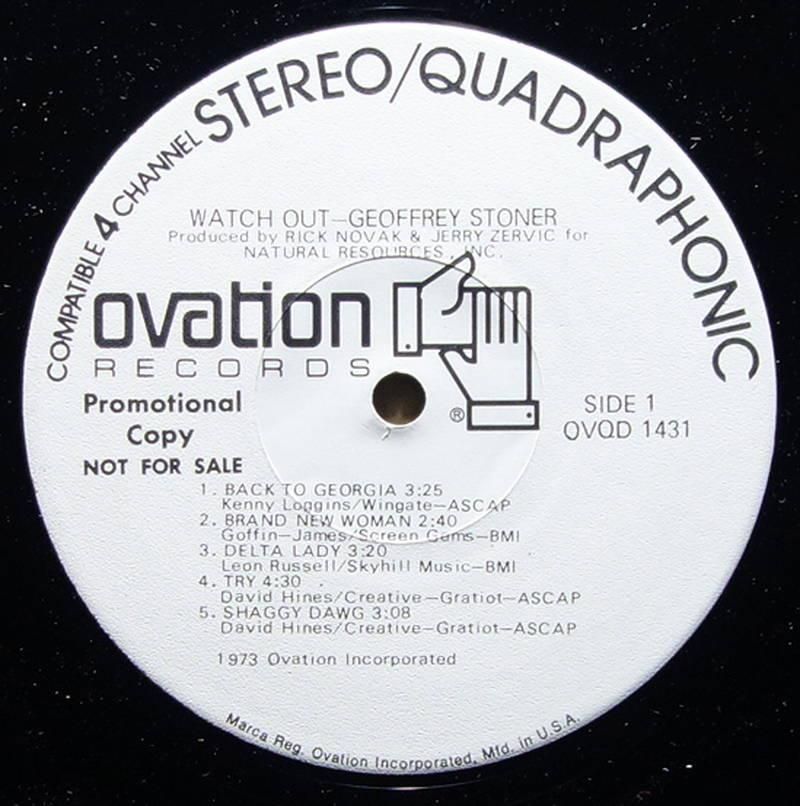 COMPATIBLE 4 CHANNEL STEREO/QUADRAPHONIC
WATCH OUT—GEOFFREY STONER
Produced by RICK NOVAK & JERRY ZERVIC for
NATURAL RESOURCES, INC.
ovation
RECORDS
®
Promotional
Copy
NOT FOR SALE
SIDE 1
OVQD 1431
1. BACK TO GEORGIA 3:25
Kenny Loggins/Wingate—ASCAP
2. BRAND NEW WOMAN 2:40
Goffin—James/Screen Gems—BMI
3. DELTA LADY 3:20
Leon Russell/Skyhill Music—BMI
4. TRY 4:30
David Hines/Creative—Gratiot—ASCAP
5. SHAGGY DAWG 3:08
David Hines/Creative—Gratiot—ASCAP
1973 Ovation Incorporated
Marca Reg. Ovation Incorporated, Mfd. in U.S.A.